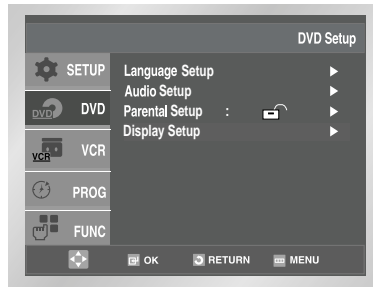 DVD Setup
SETUP
DVD DVD
VCR VCR
PROG
FUNC
Language Setup
Audio Setup
Parental Setup :
Display Setup
OK RETURN MENU